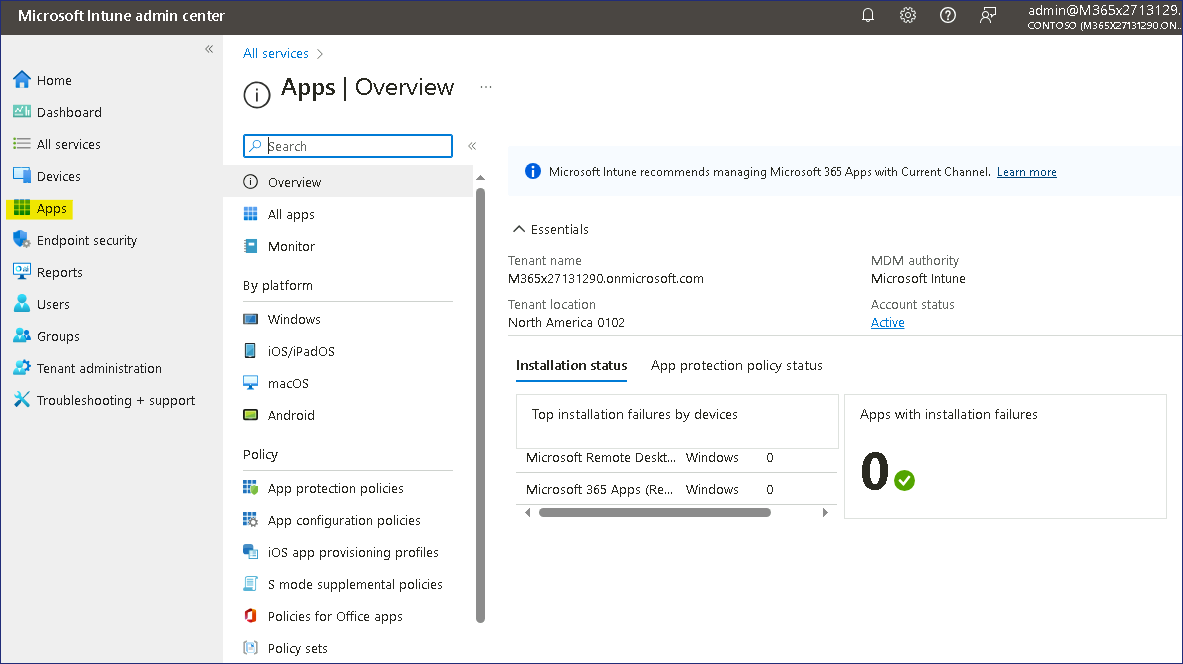 Microsoft Intune admin center
admin@M365x2713129.
CONTOSO (M365X27131290.ON...
Home
Dashboard
All services
Devices
Apps
Endpoint security
Reports
Users
Groups
Tenant administration
Troubleshooting + support
All services
Apps | Overview
Search
Overview
All apps
Monitor
By platform
Windows
iOS/iPadOS
macOS
Android
Policy
App protection policies
App configuration policies
iOS app provisioning profiles
S mode supplemental policies
Policies for Office apps
Policy sets
Microsoft Intune recommends managing Microsoft 365 Apps with Current Channel. Learn more
Essentials
Tenant name
M365x27131290.onmicrosoft.com
Tenant location
North America 0102
MDM authority
Microsoft Intune
Account status
Active
Installation status App protection policy status
Top installation failures by devices
Microsoft Remote Deskt... Windows 0
Microsoft 365 Apps (Re... Windows 0
Apps with installation failures
0